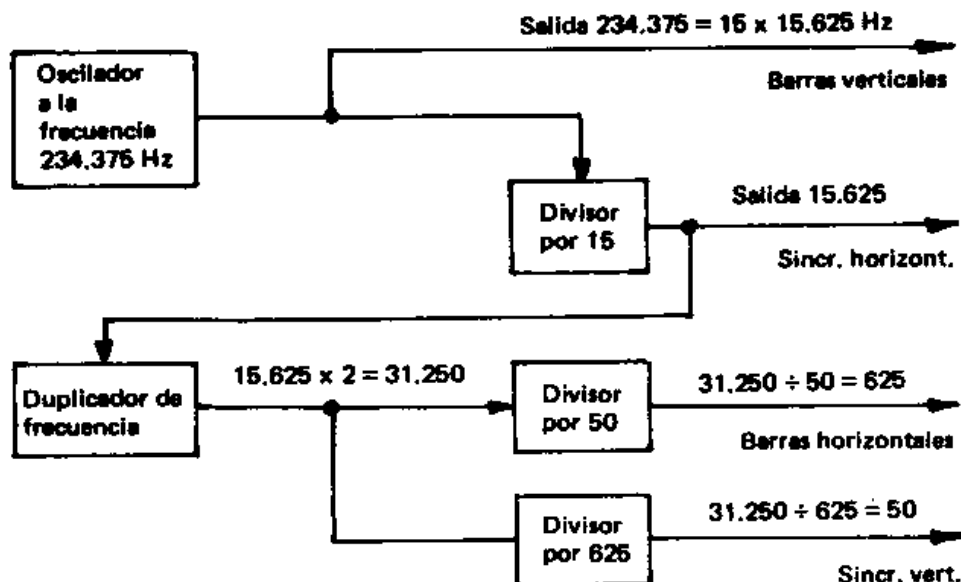 Salida 234.375 = 15 x 15.625 Hz
Barras verticales
Oscilador
a la
frecuencia
234.375 Hz
Divisor
por 15
Salida 15.625
Sincr. horizont.
Duplicador de
frecuencia
15.625 x 2 = 31.250
Divisor
por 50
31.250 ÷ 50 = 625
Barras horizontales
Divisor
por 625
31.250 ÷ 625 = 50
Sincr. vert.